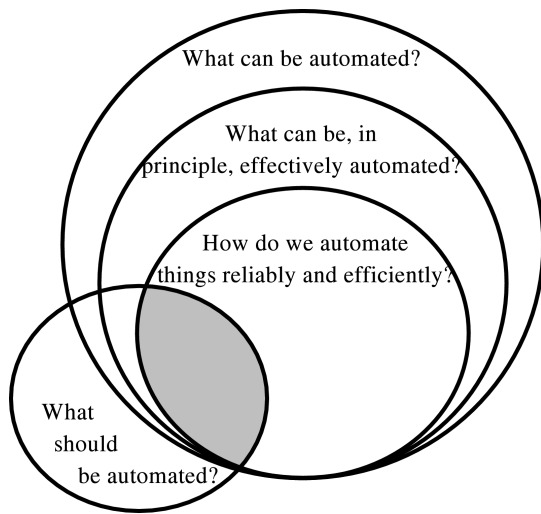 What can be automated?
What can be, in
principle, effectively automated?
How do we automate
things reliably and efficiently?
What
should
be automated?